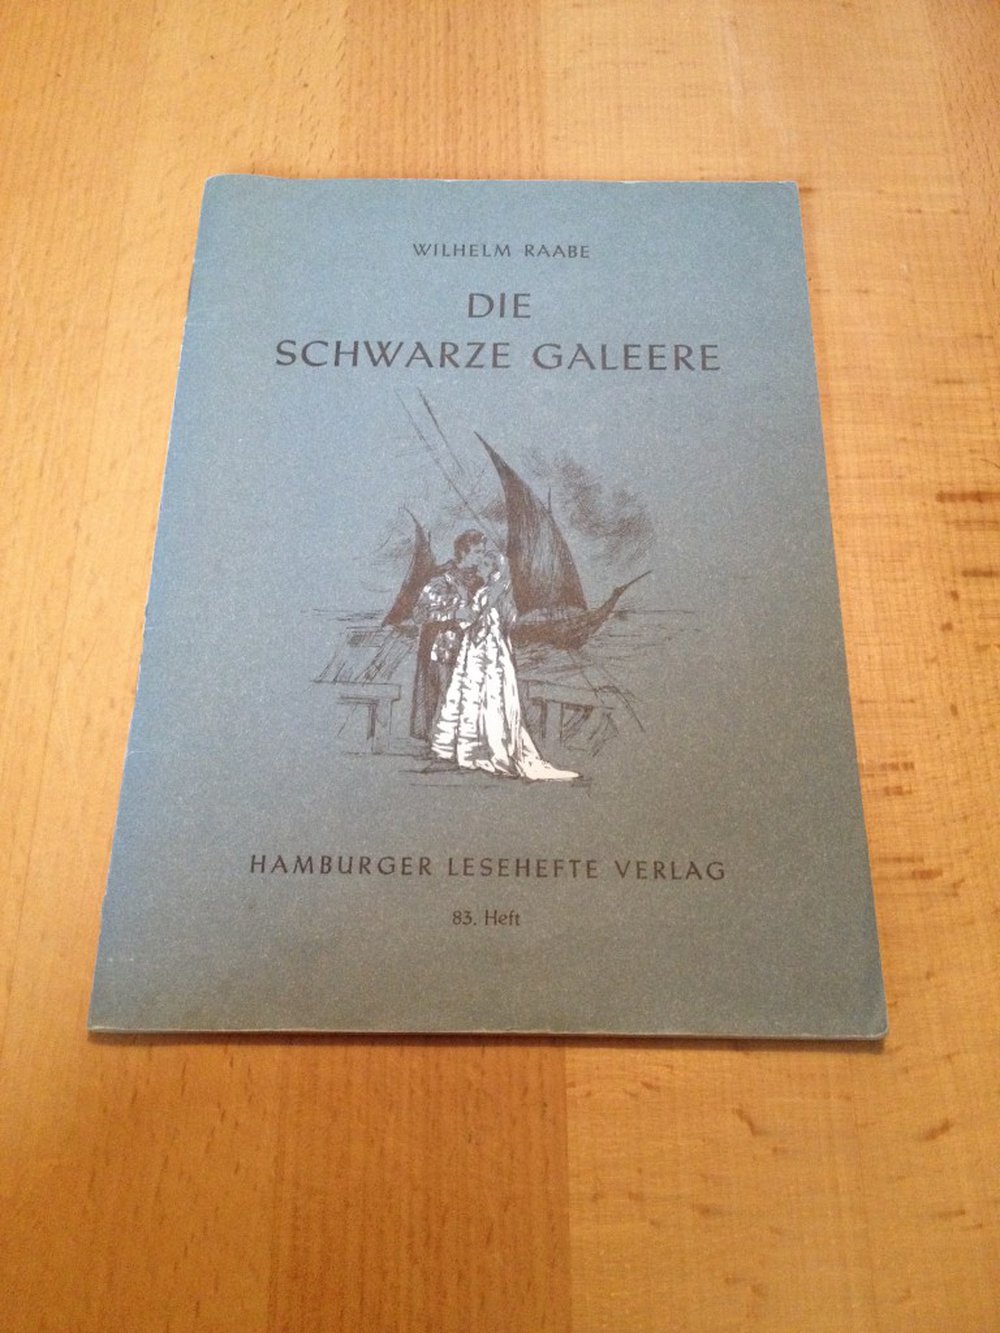 WILHELM RAABE
DIE
SCHWARZE GALEERE
HAMBURGER LESEHEFTE VERLAG
83. Heft